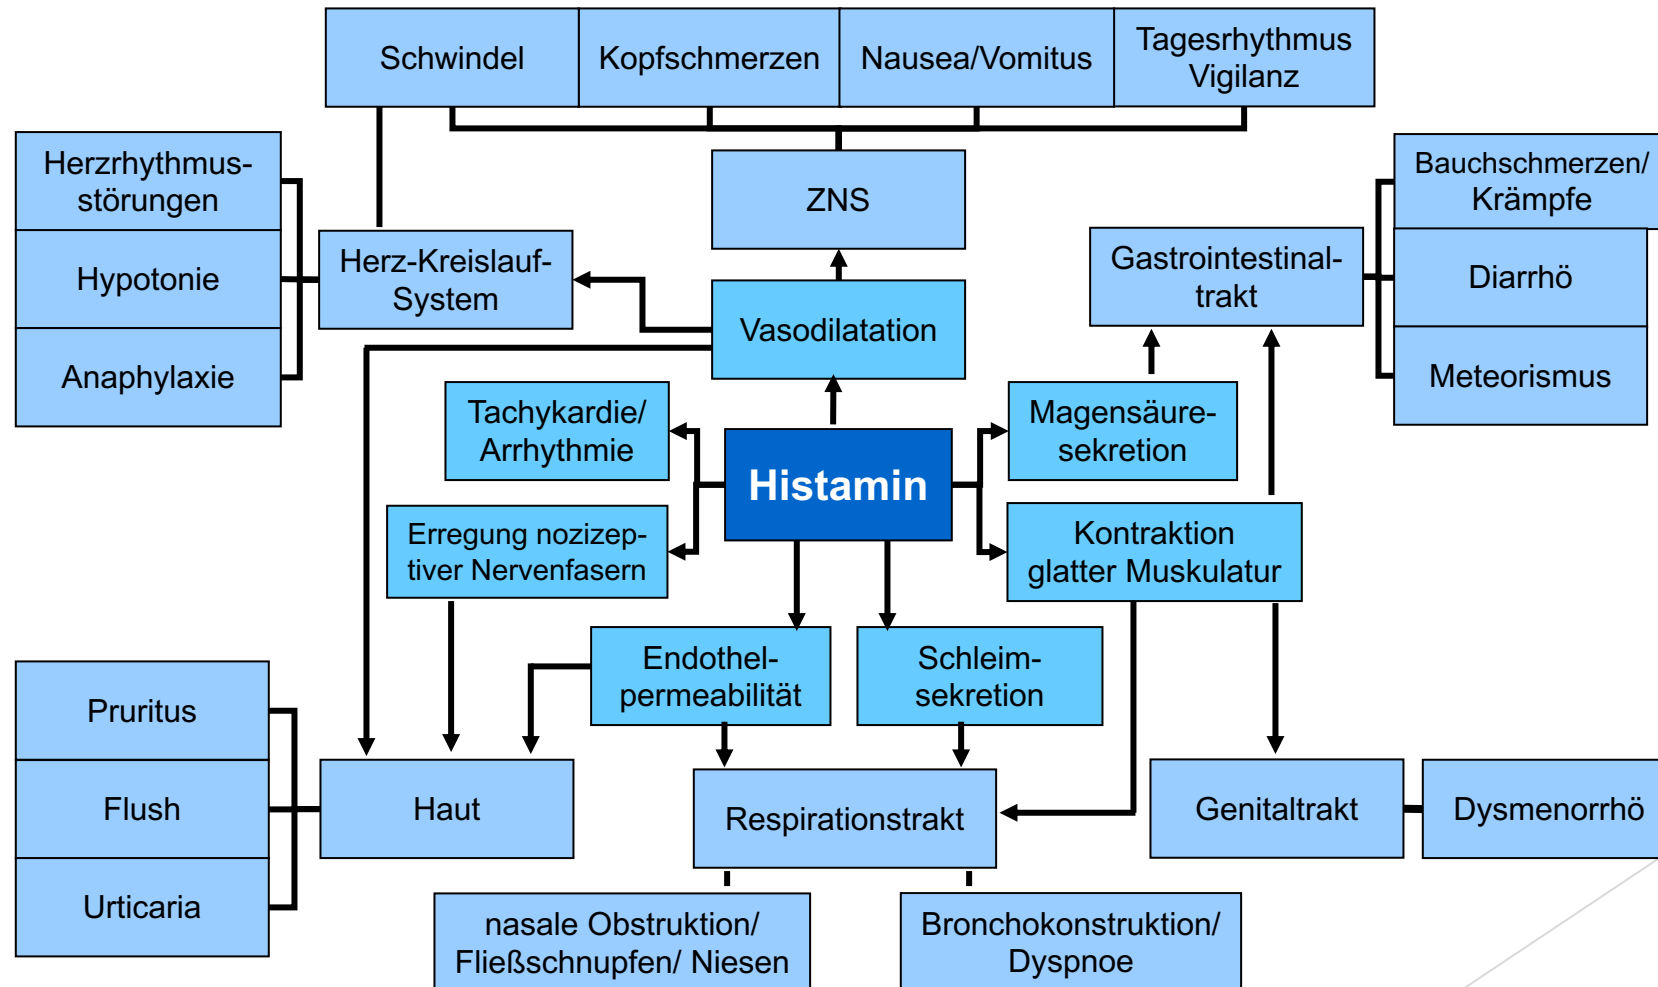 Schwindel
Kopfschmerzen
Nausea/Vomitus
Tagesrhythmus
Vigilanz
Herzrhythmus-
störungen
Hypotonie
Anaphylaxie
Herz-Kreislauf-
System
ZNS
Vasodilatation
Gastrointestinal-
trakt
Bauchschmerzen/
Krämpfe
Diarrhö
Meteorismus
Tachykardie/
Arrhythmie
Histamin
Magensäure-
sekretion
Erregung nozizep-
tiver Nervenfasern
Kontraktion
glatter Muskulatur
Endothel-
permeabilität
Schleim-
sekretion
Pruritus
Flush
Urticaria
Haut
Respirationstrakt
Genitaltrakt
Dysmenorrhö
nasale Obstruktion/
Fließschnupfen/ Niesen
Bronchokonstruktion/
Dyspnoe